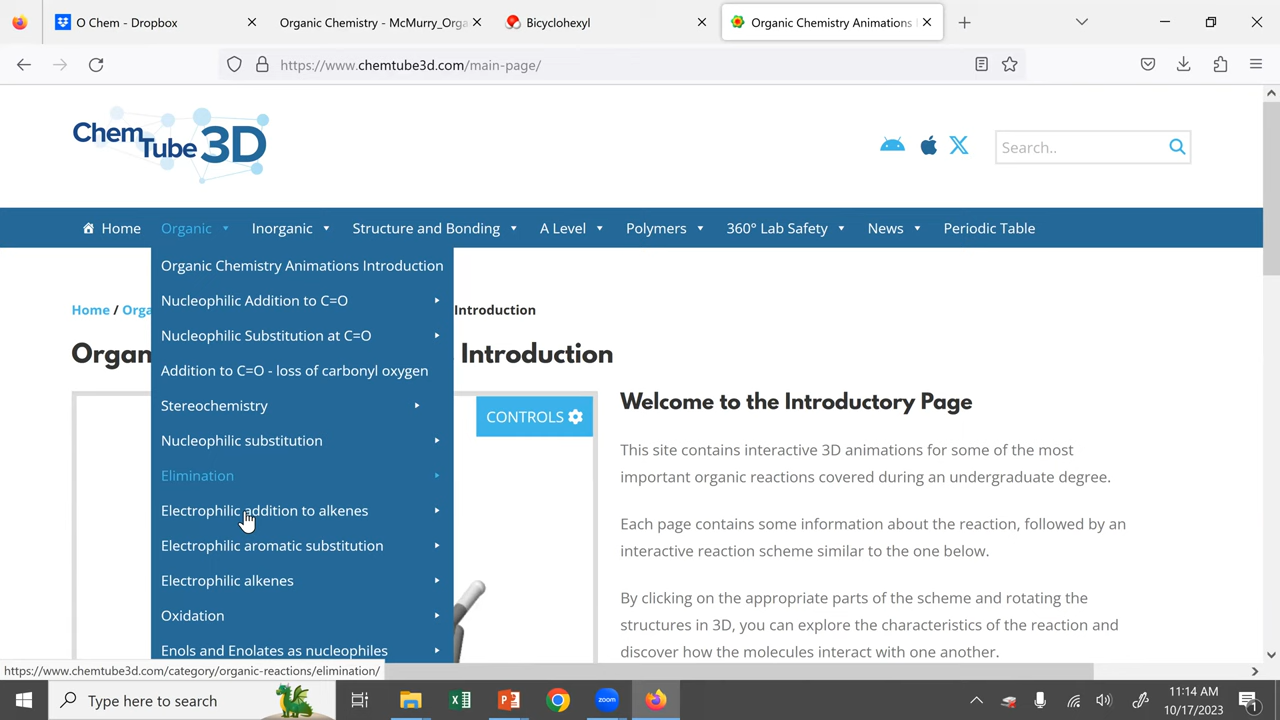 O Chem - Dropbox
Organic Chemistry - McMurry_Orga
Bicyclohexyl
Organic Chemistry Animations
https://www.chemtube3d.com/main-page/
ChemTube3D
Search..
Home
Organic
Inorganic
Structure and Bonding
A Level
Polymers
360° Lab Safety
News
Periodic Table
Organic Chemistry Animations Introduction
Nucleophilic Addition to C=O
Home / Orga
Introduction
Nucleophilic Substitution at C=O
Organ
Introduction
Addition to C=O - loss of carbonyl oxygen
Stereochemistry
Nucleophilic substitution
Elimination
Electrophilic addition to alkenes
Electrophilic aromatic substitution
Electrophilic alkenes
Oxidation
Enols and Enolates as nucleophiles
CONTROLS
Welcome to the Introductory Page
This site contains interactive 3D animations for some of the most
important organic reactions covered during an undergraduate degree.
Each page contains some information about the reaction, followed by an
interactive reaction scheme similar to the one below.
By clicking on the appropriate parts of the scheme and rotating the
structures in 3D, you can explore the characteristics of the reaction and
discover how the molecules interact with one another.
https://www.chemtube3d.com/category/organic-reactions/elimination/
Type here to search
zoom
11:14 AM
10/17/2023
1